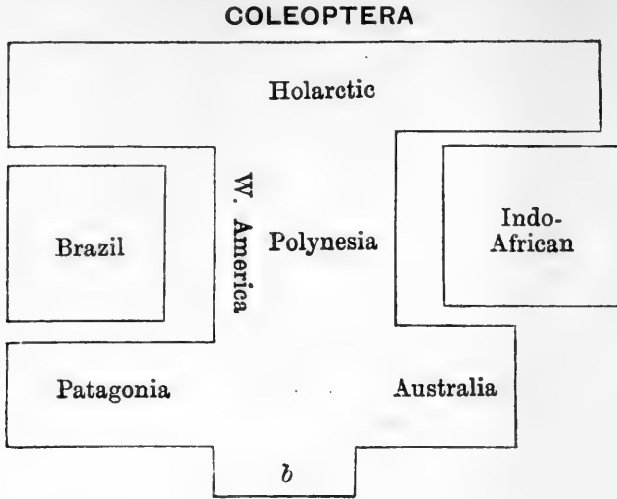 COLEOPTERA
Holarctic
Brazil
W. America
Polynesia
Indo-
African
Patagonia
Australia
b